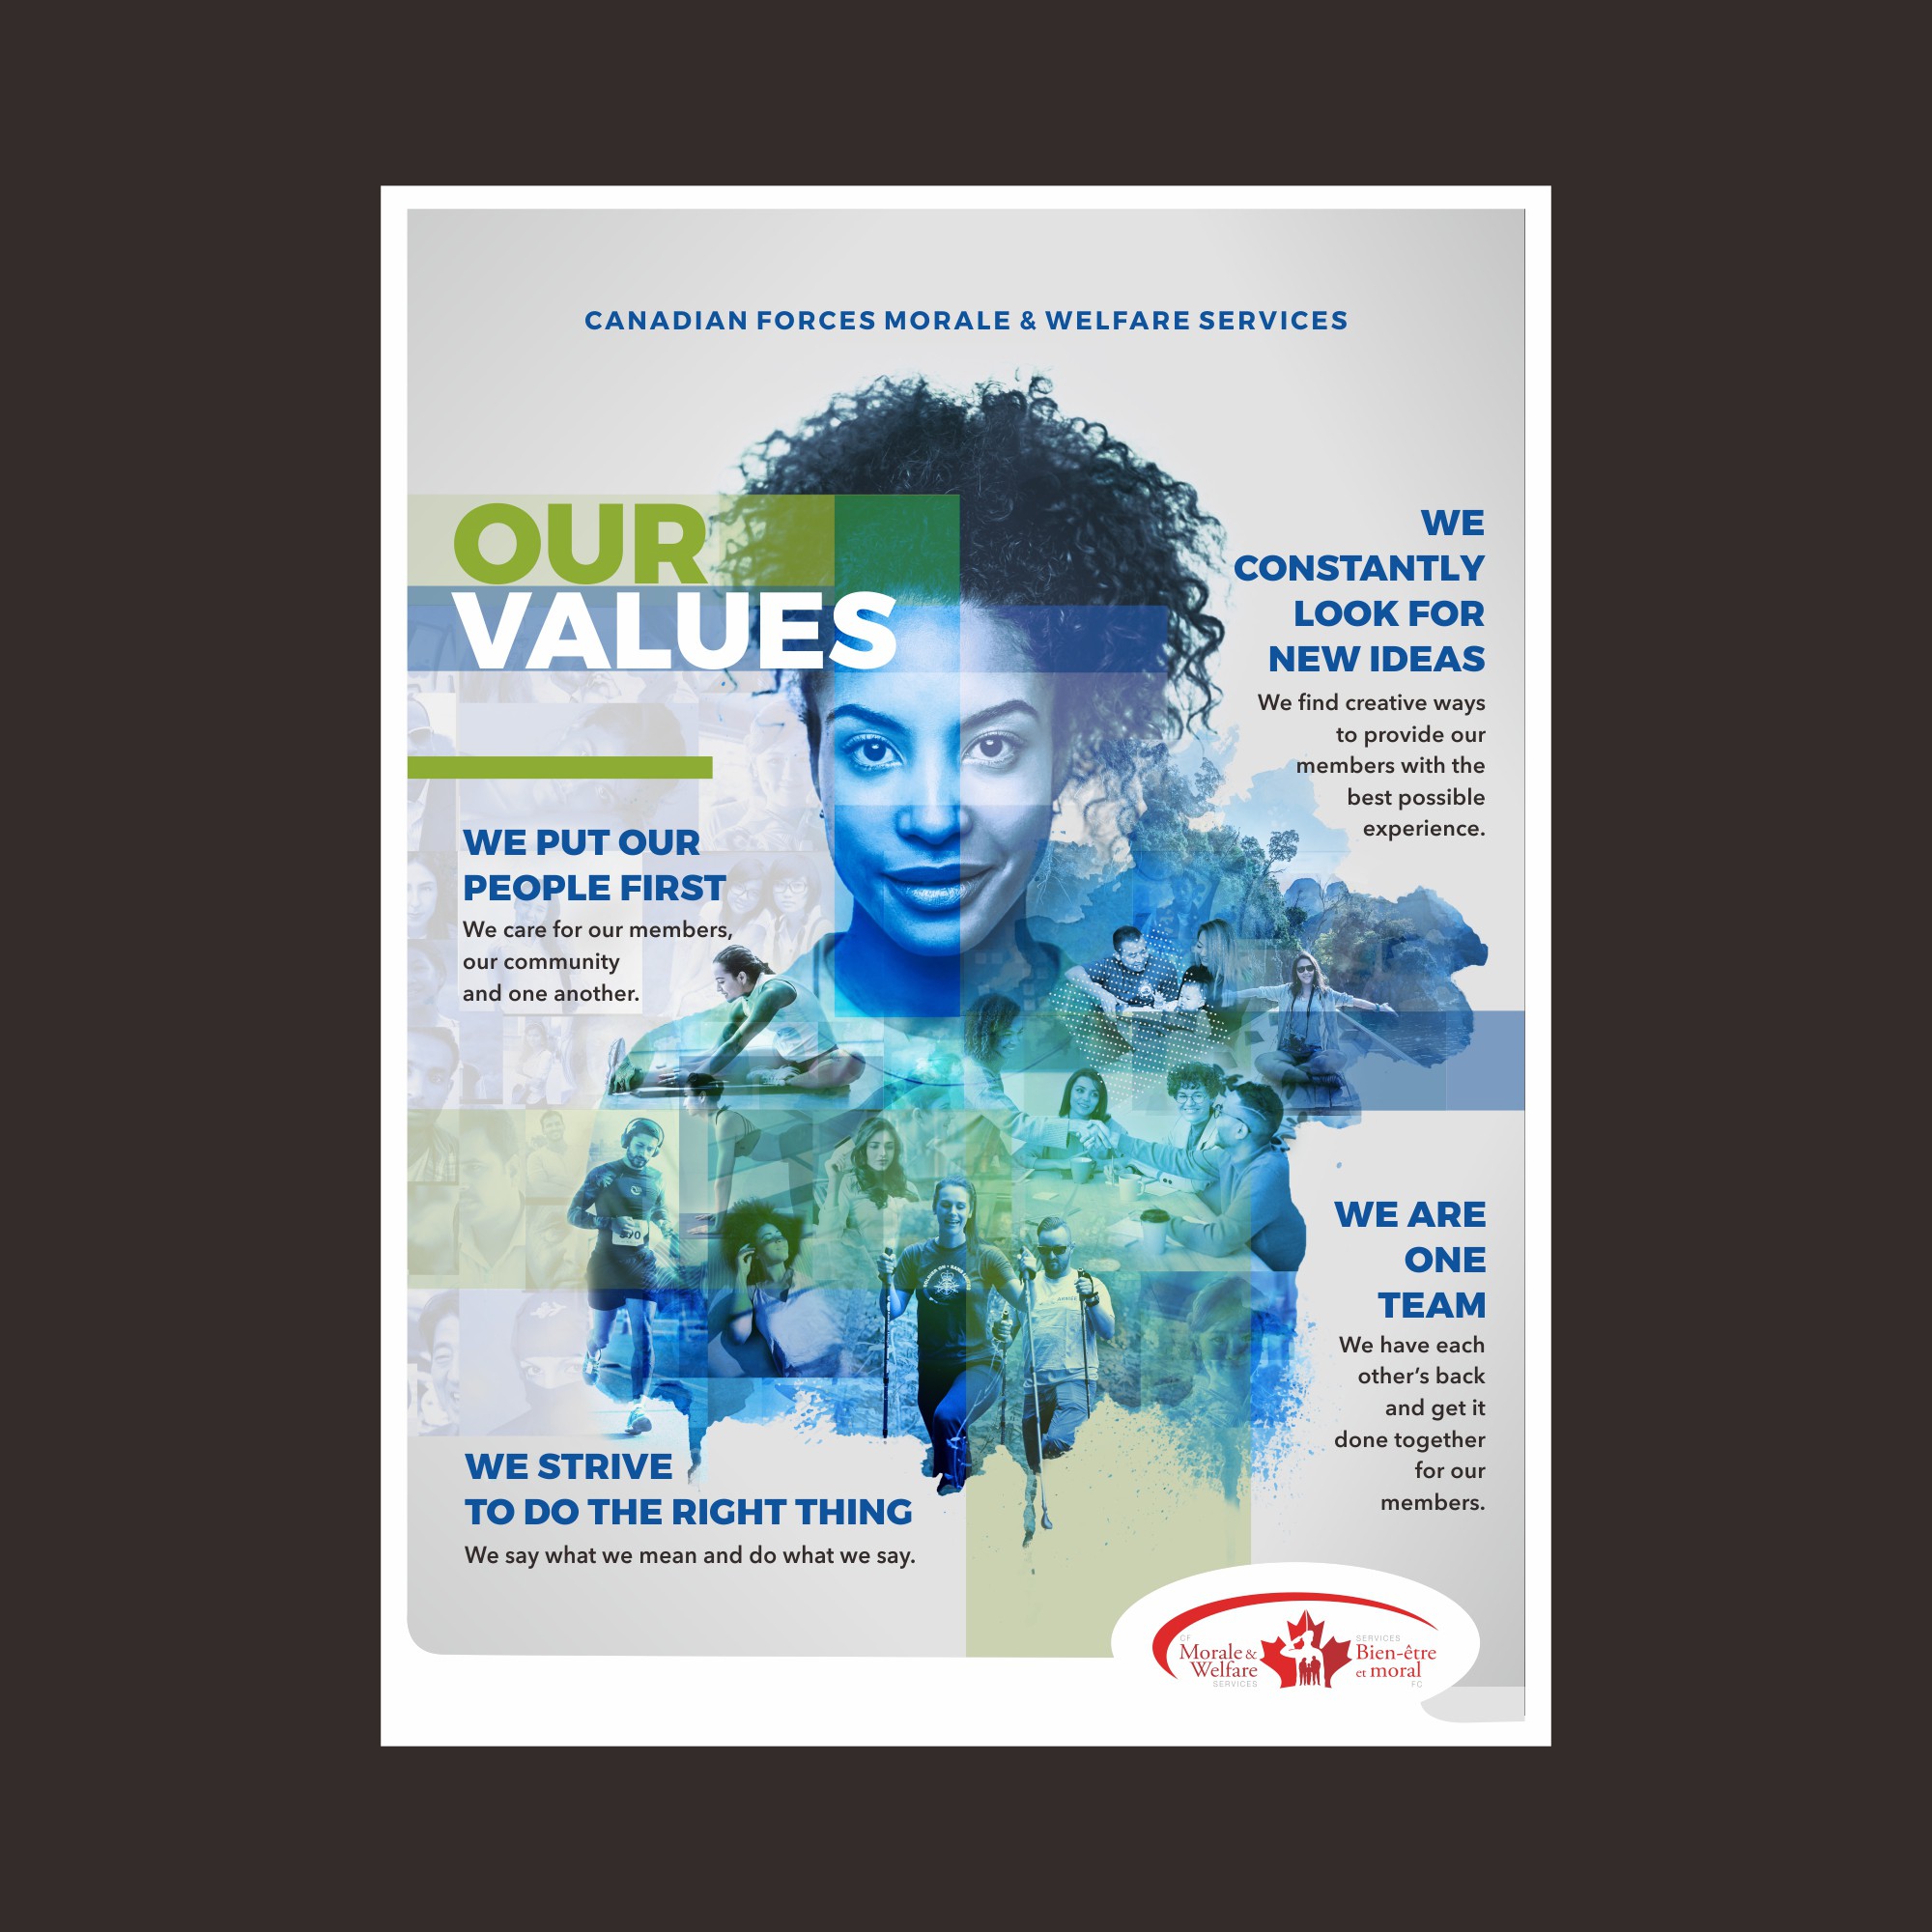 CANADIAN FORCES MORALE & WELFARE SERVICES
OUR
VALUES
WE PUT OUR
PEOPLE FIRST
We care for our members,
our community
and one another.
WE
CONSTANTLY
LOOK FOR
NEW IDEAS
We find creative ways
to provide our
members with the
best possible
experience.
WE ARE
ONE
TEAM
We have each
other’s back
and get it
done together
for our
members.
WE STRIVE
TO DO THE RIGHT THING
We say what we mean and do what we say.
CF
Morale &
Welfare
SERVICES
SERVICES
Bien-être
et moral
FC